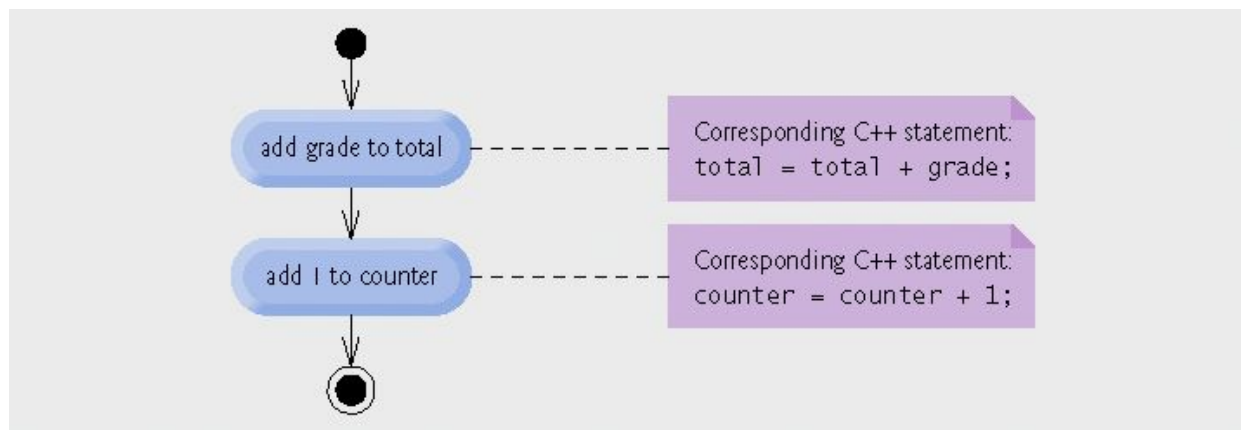 add grade to total
Corresponding C++ statement:
total = total + grade;
add 1 to counter
Corresponding C++ statement:
counter = counter + 1;